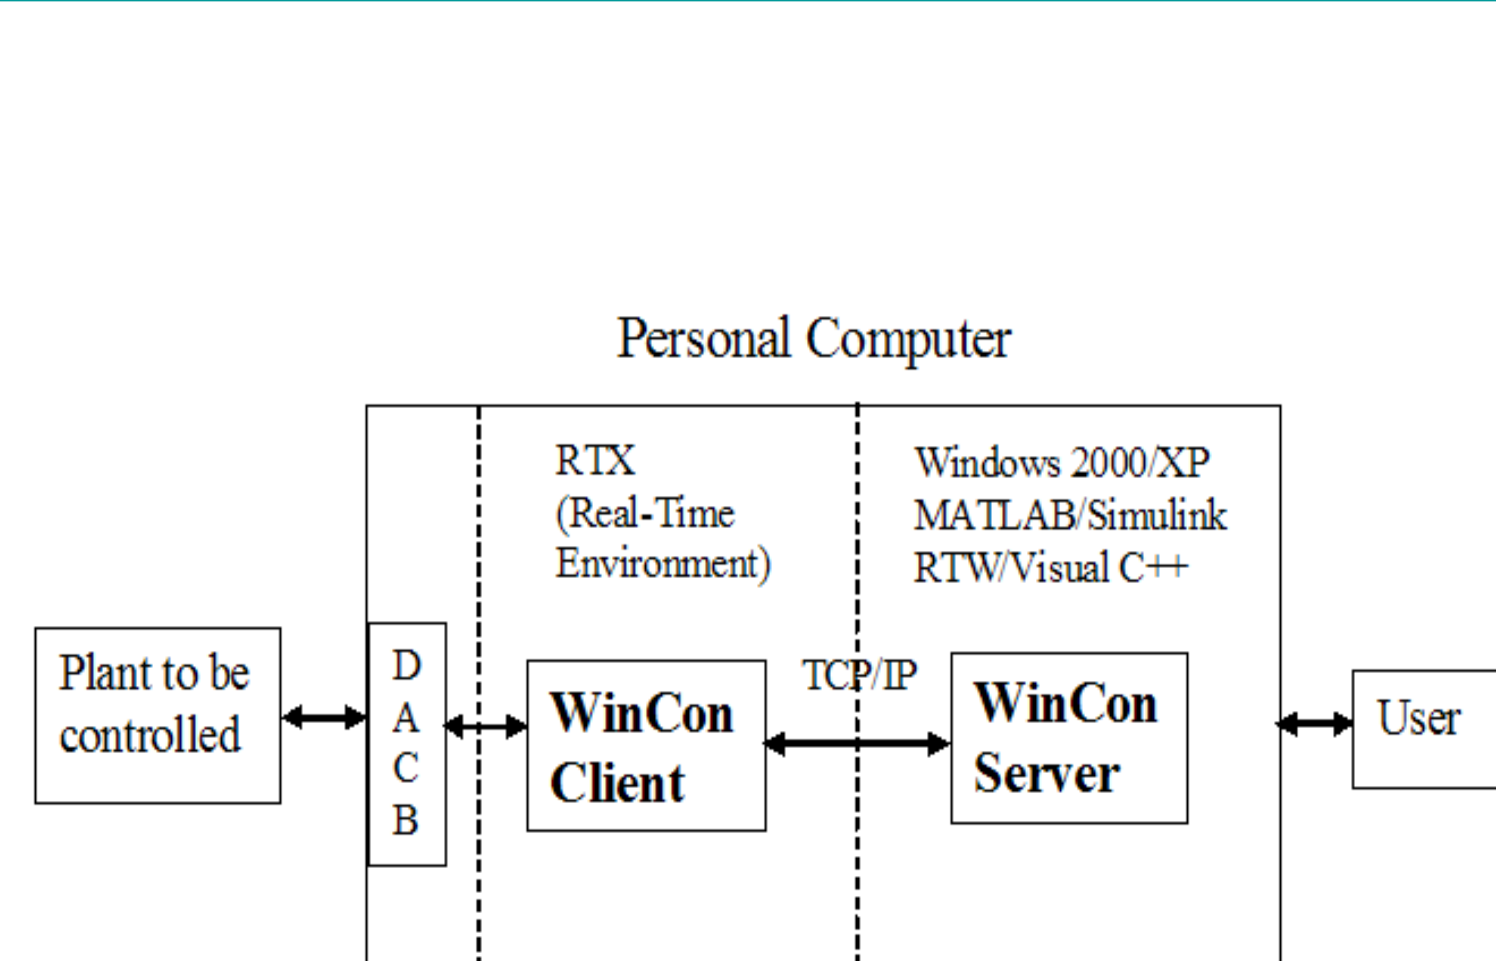 Personal Computer
RTX
(Real-Time
Environment)
Windows 2000/XP
MATLAB/Simulink
RTW/Visual C++
Plant to be
controlled
D
A
C
B
WinCon
Client
TCP/IP
WinCon
Server
User